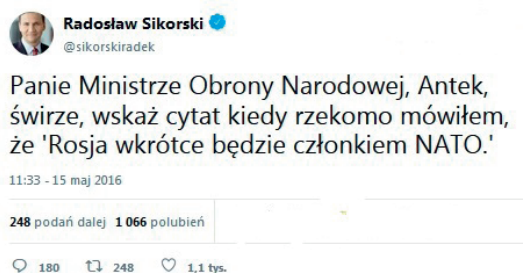 Radosław Sikorski
@sikorskiradek
Panie Ministrze Obrony Narodowej, Antek,
świrze, wskaż cytat kiedy rzekomo mówiłem,
że 'Rosja wkrótce będzie członkiem NATO.'
11:33 - 15 maj 2016
248 podań dalej 1 066 polubień
180 248 1,1 tys.